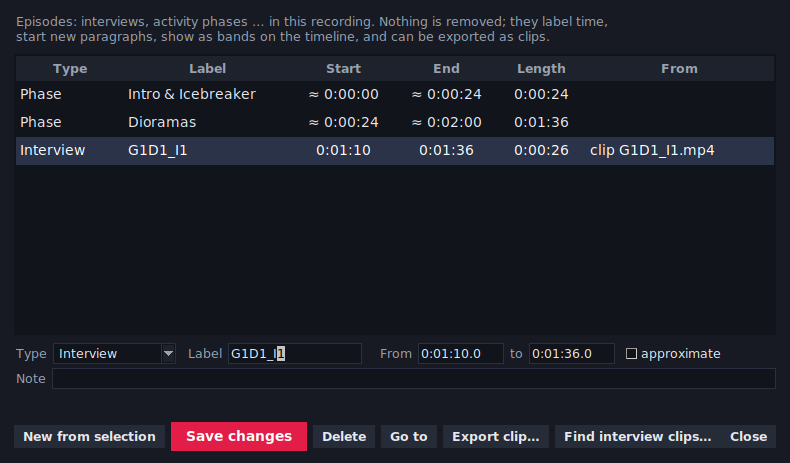 Episodes: interviews, activity phases ... in this recording. Nothing is removed; they label time,
start new paragraphs, show as bands on the timeline, and can be exported as clips.
Type Label Start End Length From
Phase Intro & Icebreaker ≈ 0:00:00 ≈ 0:00:24 0:00:24
Phase Dioramas ≈ 0:00:24 ≈ 0:02:00 0:01:36
Interview G1D1_I1 0:01:10 0:01:36 0:00:26 clip G1D1_I1.mp4
Type Interview Label G1D1_I1 From 0:01:10.0 to 0:01:36.0 approximate
Note
New from selection Save changes Delete Go to Export clip... Find interview clips... Close